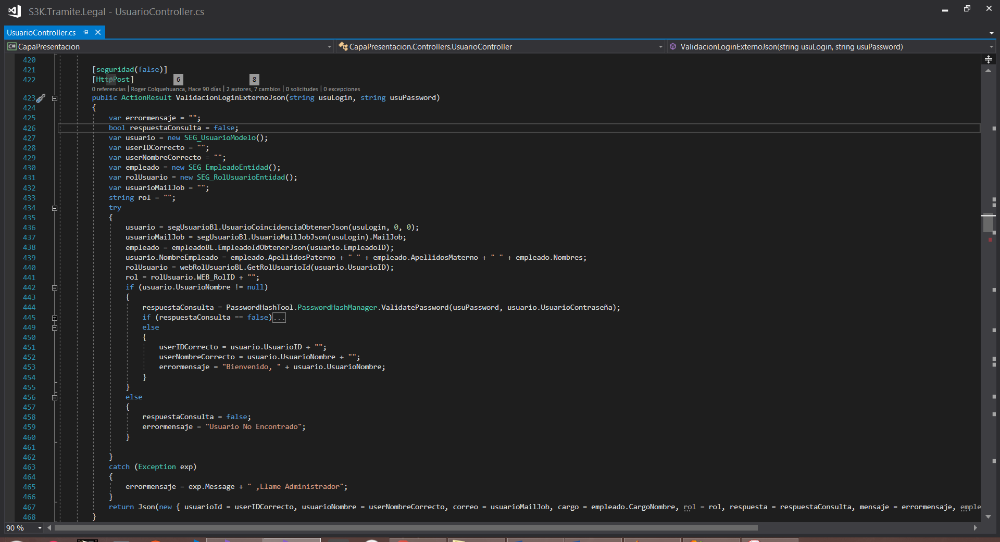 S3K.Tramite.Legal - UsuarioController.cs
UsuarioController.cs
C# CapaPresentacion CapaPresentacion.Controllers.UsuarioController ValidacionLoginExternoJson(string usuLogin, string usuPassword)
420
421 [seguridad(false)]
422 [HttpPost] 6 8
0 referencias | Roger Colquehuanca, Hace 90 días | 2 autores, 7 cambios | 0 solicitudes | 0 excepciones
423 public ActionResult ValidacionLoginExternoJson(string usuLogin, string usuPassword)
424 {
425 var errormensaje = "";
426 bool respuestaConsulta = false;
427 var usuario = new SEG_UsuarioModelo();
428 var userIDCorrecto = "";
429 var userNombreCorrecto = "";
430 var empleado = new SEG_EmpleadoEntidad();
431 var rolUsuario = new SEG_RolUsuarioEntidad();
432 var usuarioMailJob = "";
433 string rol = "";
434 try
435 {
436 usuario = segUsuarioBl.UsuarioCoincidenciaObtenerJson(usuLogin, 0, 0);
437 usuarioMailJob = segUsuarioBl.UsuarioMailJobJson(usuLogin).MailJob;
438 empleado = empleadoBL.EmpleadoIdObtenerJson(usuario.EmpleadoID);
439 usuario.NombreEmpleado = empleado.ApellidosPaterno + " " + empleado.ApellidosMaterno + " " + empleado.Nombres;
440 rolUsuario = webRolUsuarioBL.GetRolUsuarioId(usuario.UsuarioID);
441 rol = rolUsuario.WEB_RolID + "";
442 if (usuario.UsuarioNombre != null)
443 {
444 respuestaConsulta = PasswordHashTool.PasswordHashManager.ValidatePassword(usuPassword, usuario.UsuarioContraseña);
445 if (respuestaConsulta == false)...
449 else
450 {
451 userIDCorrecto = usuario.UsuarioID + "";
452 userNombreCorrecto = usuario.UsuarioNombre + "";
453 errormensaje = "Bienvenido, " + usuario.UsuarioNombre;
454 }
455 }
456 else
457 {
458 respuestaConsulta = false;
459 errormensaje = "Usuario No Encontrado";
460 }
461
462 }
463 catch (Exception exp)
464 {
465 errormensaje = exp.Message + " ,Llame Administrador";
466 }
467 return Json(new { usuarioId = userIDCorrecto, usuarioNombre = userNombreCorrecto, correo = usuarioMailJob, cargo = empleado.CargoNombre, rol = rol, respuesta = respuestaConsulta, mensaje = errormensaje, emple
468 }
90 %